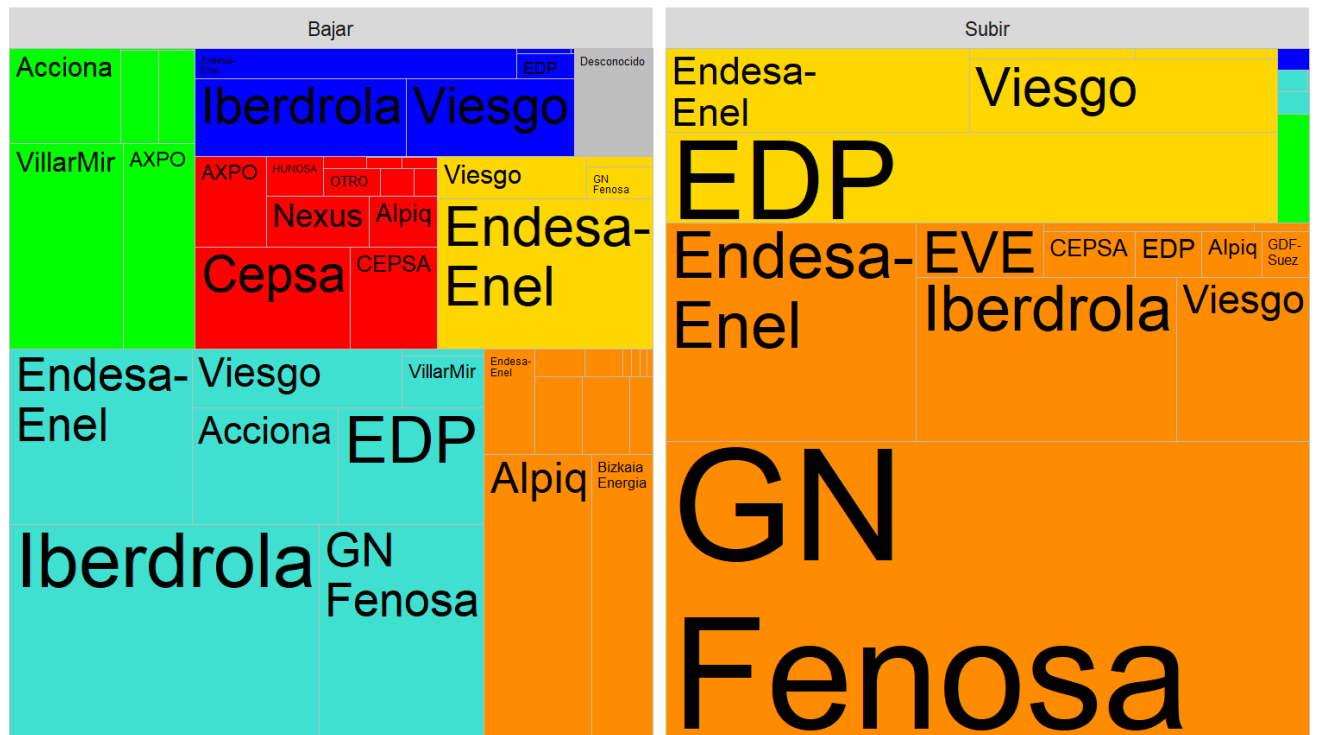 Bajar
Acciona
Endesa-
Enel
EDP
Desconocido
Iberdrola
Viesgo
VillarMir
AXPO
AXPO
HUNOSA
OTRO
Nexus
Alpiq
Cepsa
CEPSA
Viesgo
GN
Fenosa
Endesa-
Enel
Endesa-
Enel
Viesgo
VillarMir
Acciona
EDP
Iberdrola
GN
Fenosa
Endesa-
Enel
Alpiq
Bizkaia
Energia
Subir
Endesa-
Enel
Viesgo
EDP
Endesa-
Enel
EVE
CEPSA
EDP
Alpiq
GDF-
Suez
Iberdrola
Viesgo
GN
Fenosa